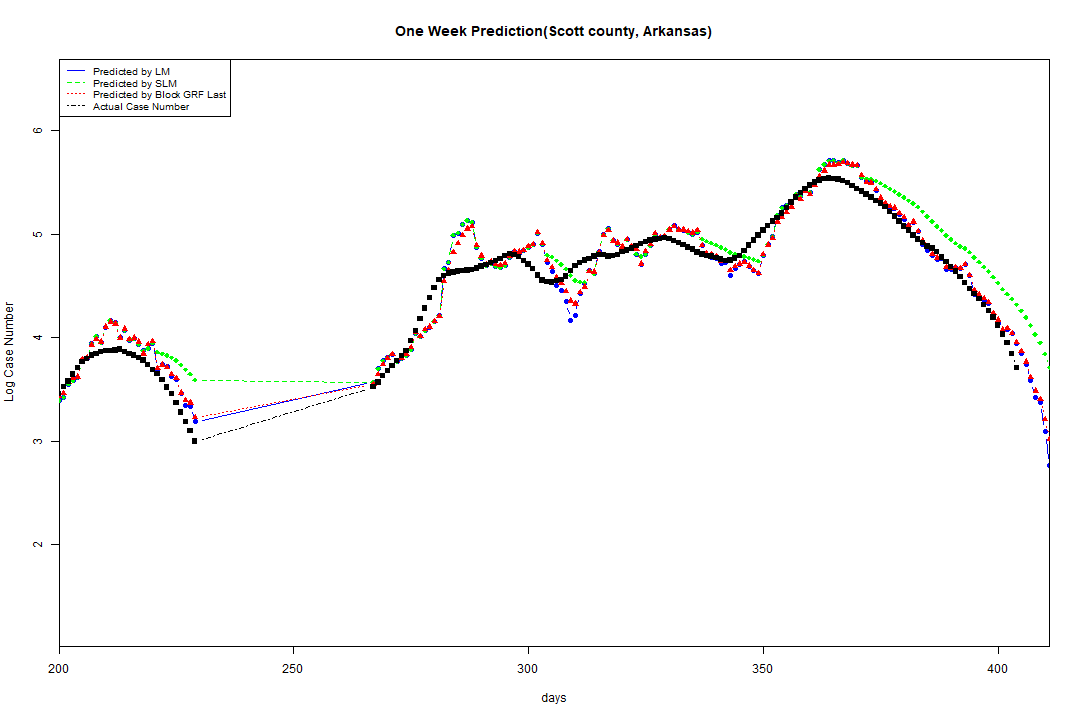 One Week Prediction(Scott county, Arkansas)
Predicted by LM
Predicted by SLM
Predicted by Block GRF Last
Actual Case Number
6
5
4
3
2
Log Case Number
200 250 300 350 400
days